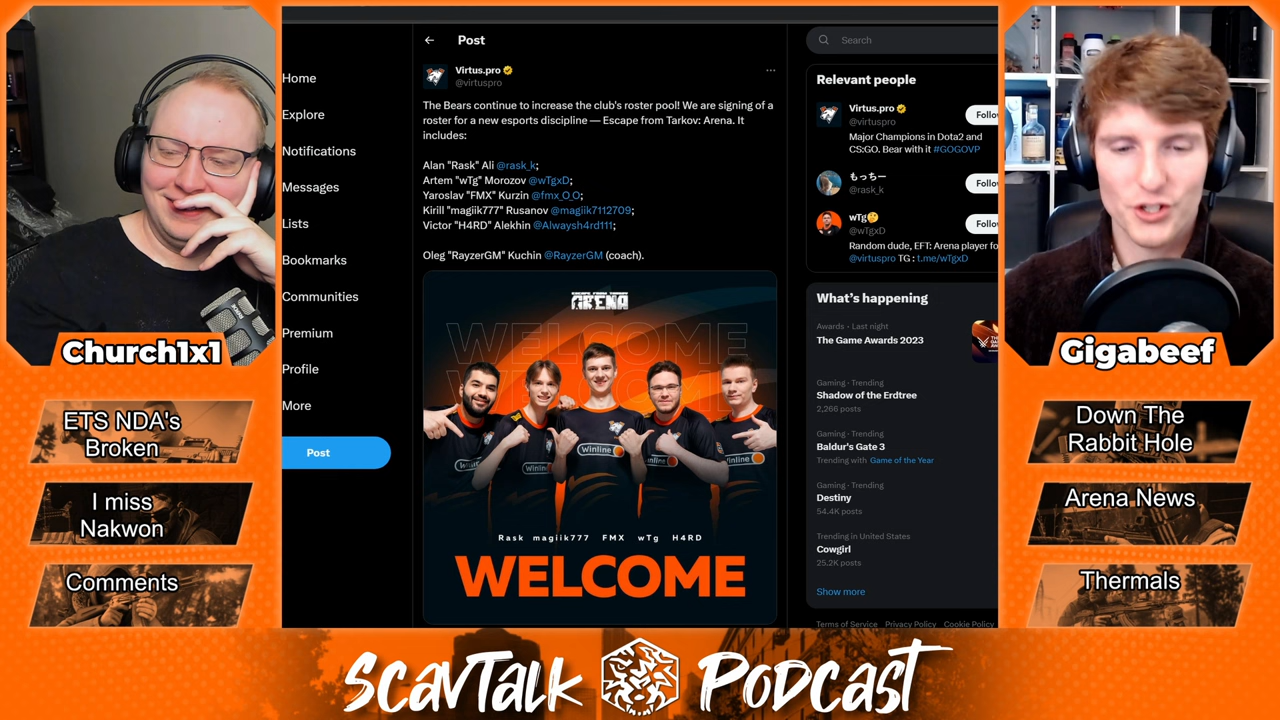 Church1x1
ETS NDA's
Broken
I miss
Nakwon
Comments
Home
Explore
Notifications
Messages
Lists
Bookmarks
Communities
Premium
Profile
More
Post
Post
Virtus.pro
@virtuspro
The Bears continue to increase the club's roster pool! We are signing of a
roster for a new esports discipline — Escape from Tarkov: Arena. It
includes:
Alan "Rask" Ali @rask_k;
Artem "wTg" Morozov @wTgxD;
Yaroslav "FMX" Kurzin @fmx_O_O;
Kirill "magiik777" Rusanov @magiik7112709;
Victor "H4RD" Alekhin @Alwaysh4rd111;
Oleg "RayzerGM" Kuchin @RayzerGM (coach).
ESCAPE FROM TARKOV
ARENA
WELCOME
WELCOME
Winline
Rask magiik777 FMX wTg H4RD
WELCOME
Search
Relevant people
Virtus.pro
@virtuspro
Follo
Major Champions in Dota2 and
CS:GO. Bear with it #GOGOVP
もっちー
@rask_k
Follo
wTg
@wTgxD
Follo
Random dude, EFT: Arena player fo
@virtuspro TG : t.me/wTgxD
What's happening
Awards · Last night
The Game Awards 2023
Gaming · Trending
Shadow of the Erdtree
2,266 posts
Gaming · Trending
Baldur's Gate 3
Trending with Game of the Year
Gaming · Trending
Destiny
54.4K posts
Trending in United States
Cowgirl
25.2K posts
Show more
Terms of Service Privacy Policy Cookie Policy
Gigabeef
Down The
Rabbit Hole
Arena News
Thermals
ScavTalk Podcast